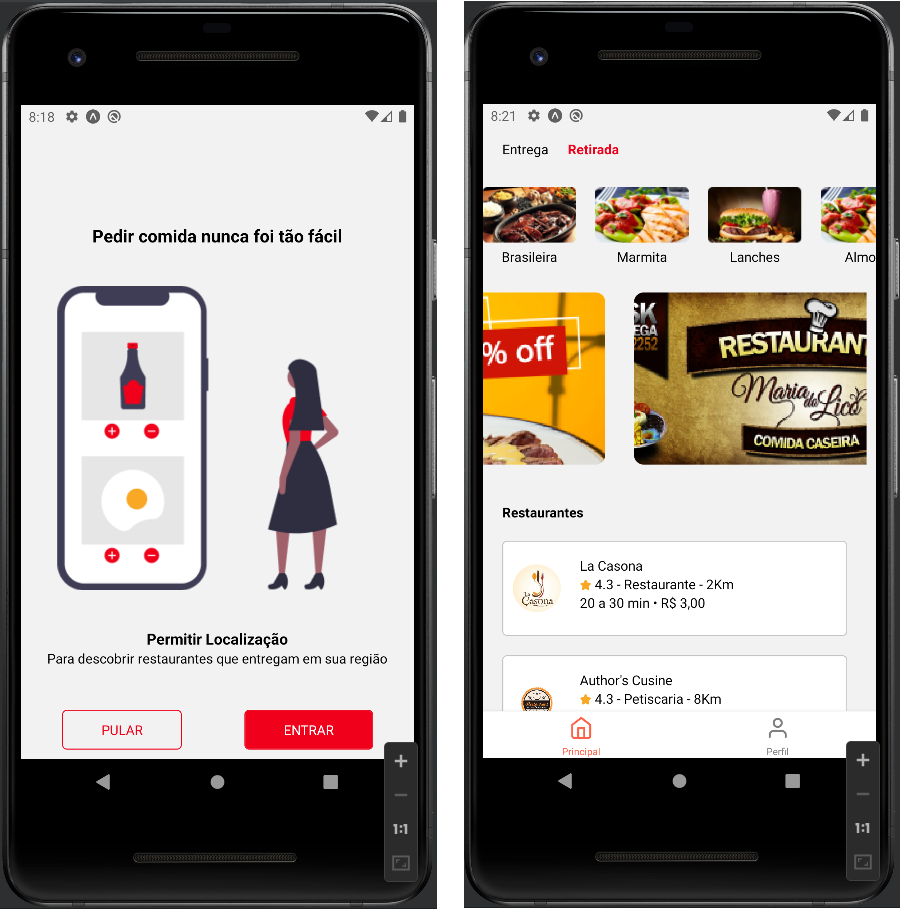 8:18
Pedir comida nunca foi tão fácil
Permitir Localização
Para descobrir restaurantes que entregam em sua região
PULAR
ENTRAR
1:1
8:21
Entrega Retirada
Brasileira Marmita Lanches Almo
% off
SK
EGA
2252
RESTAURANT
Maria do Licó
COMIDA CASEIRA
Restaurantes
La Casona
4.3 - Restaurante - 2Km
20 a 30 min • R$ 3,00
La Casona
Author's Cusine
4.3 - Petiscaria - 8Km
Principal
Perfil
1:1